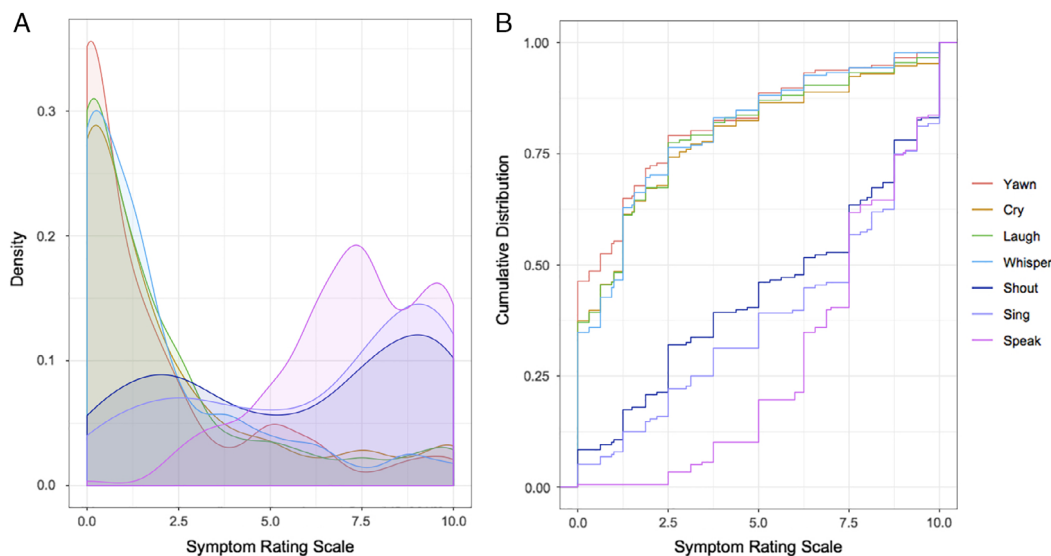 A
Density
0.3
0.2
0.1
0.0
0.0 2.5 5.0 7.5 10.0
Symptom Rating Scale
B
Cumulative Distribution
1.00
0.75
0.50
0.25
0.00
0.0 2.5 5.0 7.5 10.0
Symptom Rating Scale
Yawn
Cry
Laugh
Whisper
Shout
Sing
Speak